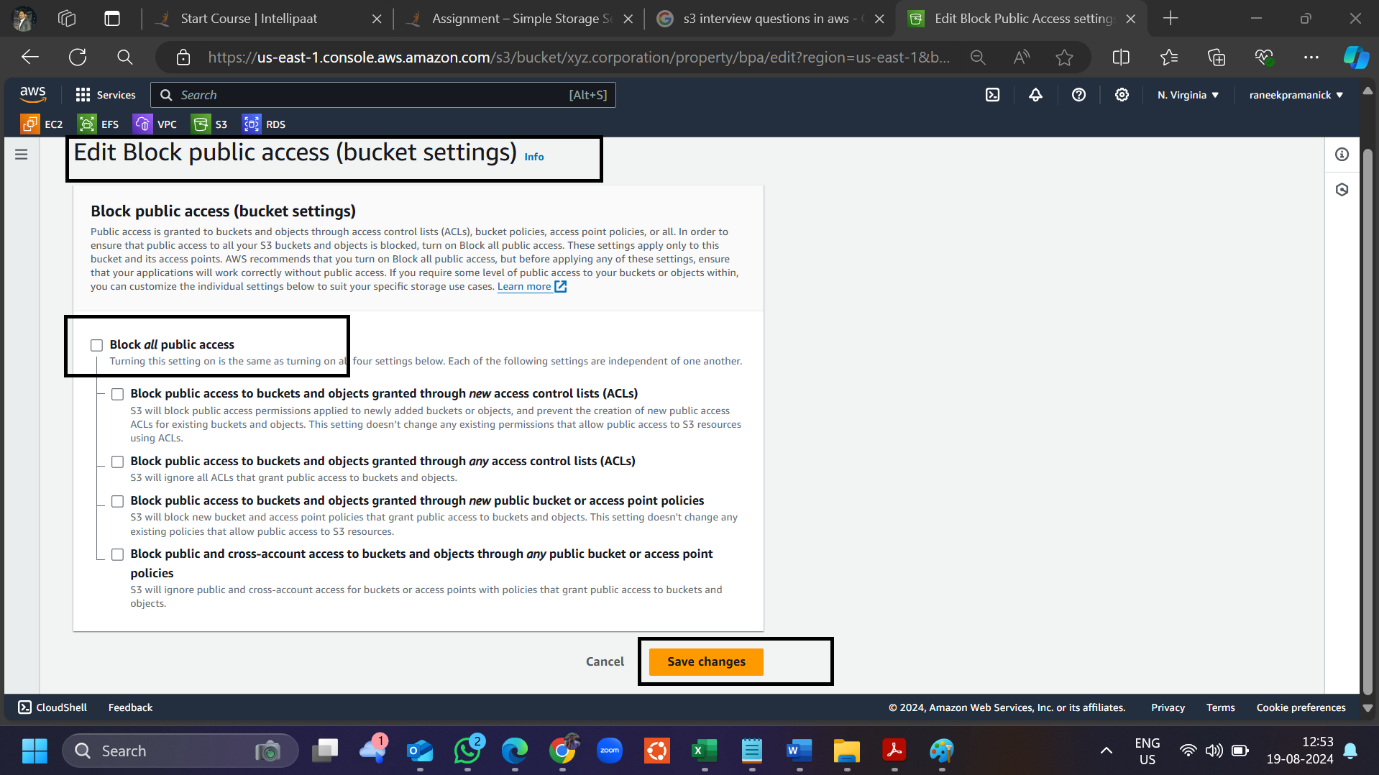 Start Course | Intellipaat
Assignment – Simple Storage Se
s3 interview questions in aws - G
Edit Block Public Access settings
https://us-east-1.console.aws.amazon.com/s3/bucket/xyz.corporation/property/bpa/edit?region=us-east-1&b...
aws
Services
Search
[Alt+S]
N. Virginia
raneekpramanick
EC2
EFS
VPC
S3
RDS
Edit Block public access (bucket settings) Info
Block public access (bucket settings)
Public access is granted to buckets and objects through access control lists (ACLs), bucket policies, access point policies, or all. In order to
ensure that public access to all your S3 buckets and objects is blocked, turn on Block all public access. These settings apply only to this
bucket and its access points. AWS recommends that you turn on Block all public access, but before applying any of these settings, ensure
that your applications will work correctly without public access. If you require some level of public access to your buckets or objects within,
you can customize the individual settings below to suit your specific storage use cases. Learn more
Block all public access
Turning this setting on is the same as turning on all four settings below. Each of the following settings are independent of one another.
Block public access to buckets and objects granted through new access control lists (ACLs)
S3 will block public access permissions applied to newly added buckets or objects, and prevent the creation of new public access
ACLs for existing buckets and objects. This setting doesn't change any existing permissions that allow public access to S3 resources
using ACLs.
Block public access to buckets and objects granted through any access control lists (ACLs)
S3 will ignore all ACLs that grant public access to buckets and objects.
Block public access to buckets and objects granted through new public bucket or access point policies
S3 will block new bucket and access point policies that grant public access to buckets and objects. This setting doesn't change any
existing policies that allow public access to S3 resources.
Block public and cross-account access to buckets and objects through any public bucket or access point
policies
S3 will ignore public and cross-account access for buckets or access points with policies that grant public access to buckets and
objects.
Cancel
Save changes
CloudShell
Feedback
© 2024, Amazon Web Services, Inc. or its affiliates.
Privacy
Terms
Cookie preferences
Search
1
2
zoom
ENG
US
12:53
19-08-2024